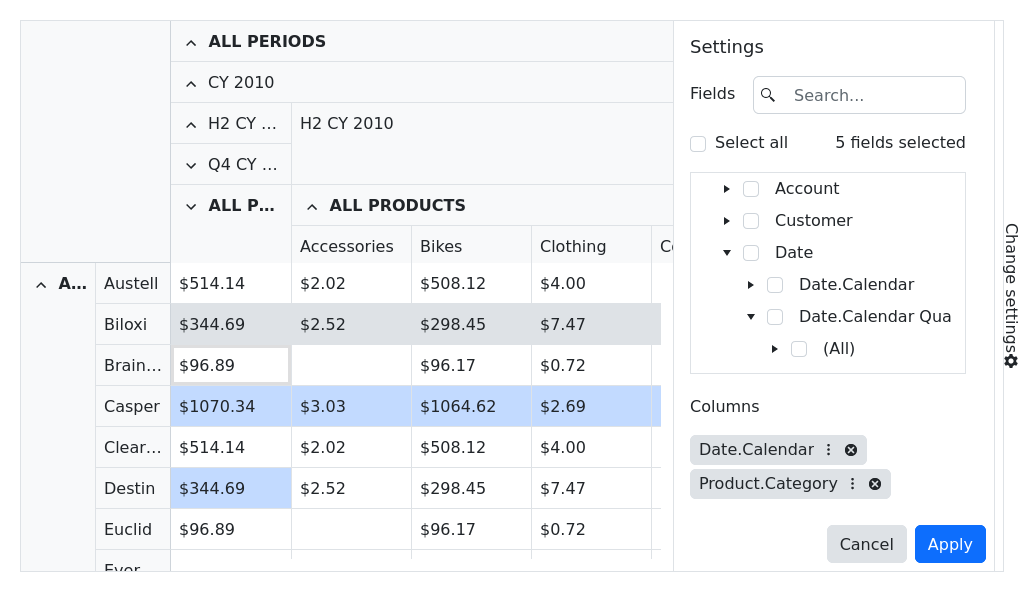 ALL PERIODS
CY 2010
H2 CY … H2 CY 2010
Q4 CY …
ALL P… ALL PRODUCTS
Accessories Bikes Clothing
A… Austell $514.14 $2.02 $508.12 $4.00
Biloxi $344.69 $2.52 $298.45 $7.47
Brain… $96.89 $96.17 $0.72
Casper $1070.34 $3.03 $1064.62 $2.69
Clear… $514.14 $2.02 $508.12 $4.00
Destin $344.69 $2.52 $298.45 $7.47
Euclid $96.89 $96.17 $0.72
Settings
Fields Search...
Select all 5 fields selected
Account
Customer
Date
Date.Calendar
Date.Calendar Qua
(All)
Columns
Date.Calendar
Product.Category
Cancel Apply
Change settings